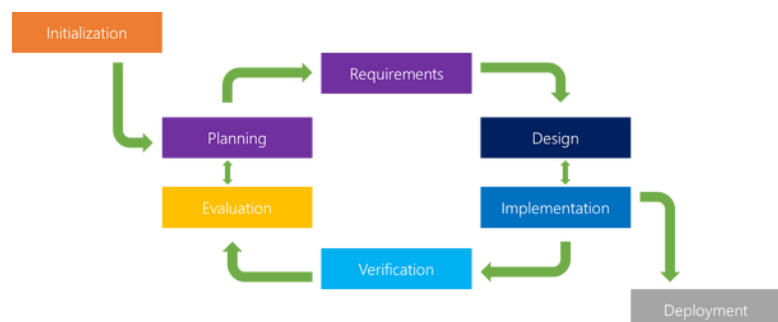 Initialization
Requirements
Planning
Design
Evaluation
Implementation
Verification
Deployment